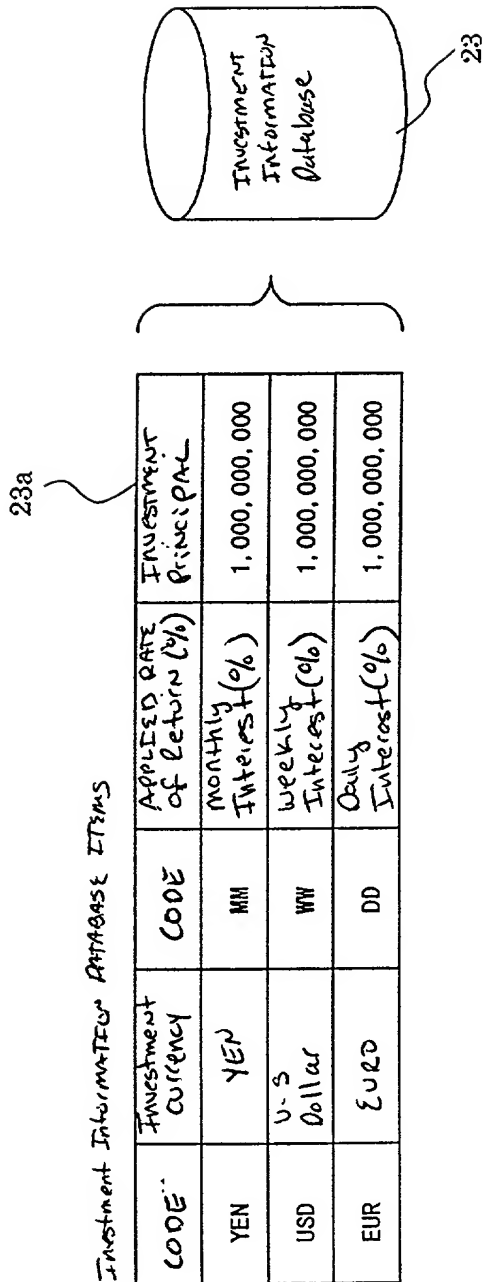 Investment Information DATABASE ITEMS
23a
CODE
Investment
currency
CODE
APPLIED RATE
of Return (%)
INVESTMENT
PrinciPAL
YEN
YEN
MM
monthly
Interest (%)
1,000,000,000
USD
U-S
Dollar
WW
weekly
Interest (%)
1,000,000,000
EUR
EURO
DD
Daily
Interest (%)
1,000,000,000
INVESTMENT
INFORMATION
Database
23